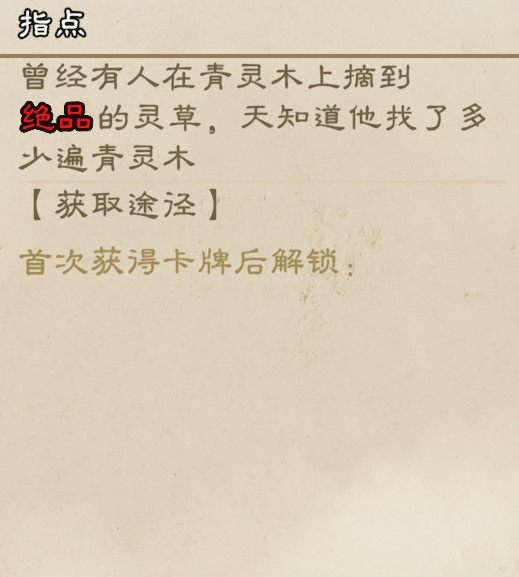 指点
曾经有人在青灵木上摘到
绝品的灵草，天知道他找了多
少遍青灵木
【获取途径】
首次获得卡牌后解锁：